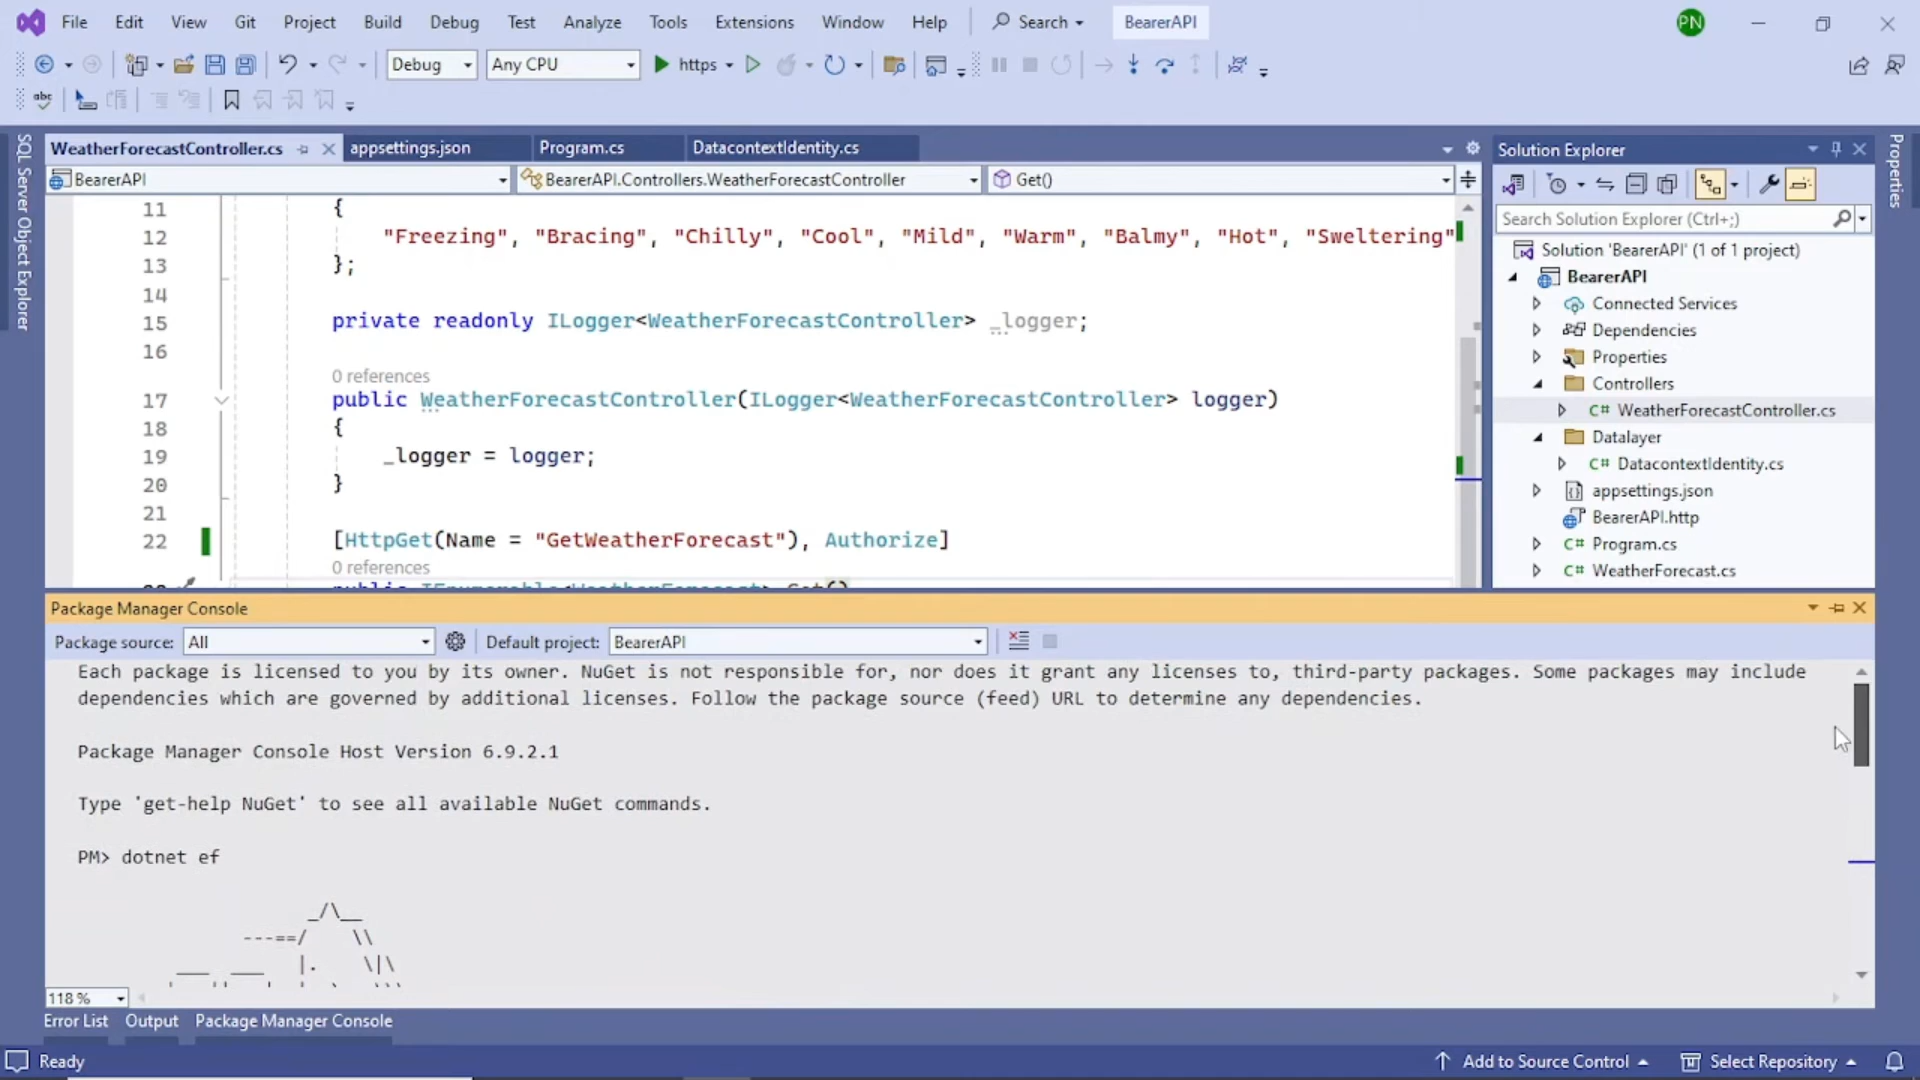 File Edit View Git Project Build Debug Test Analyze Tools Extensions Window Help Search BearerAPI PN
Debug Any CPU https
abc
SQL Server Object Explorer
WeatherForecastController.cs appsettings.json Program.cs DatacontextIdentity.cs
BearerAPI BearerAPI.Controllers.WeatherForecastController Get()
11 {
12 "Freezing", "Bracing", "Chilly", "Cool", "Mild", "Warm", "Balmy", "Hot", "Sweltering"
13 };
14
15 private readonly ILogger<WeatherForecastController> _logger;
16
0 references
17 public WeatherForecastController(ILogger<WeatherForecastController> logger)
18 {
19 _logger = logger;
20 }
21
22 [HttpGet(Name = "GetWeatherForecast"), Authorize]
0 references
public IEnumerable<WeatherForecast> Get()
Solution Explorer
Search Solution Explorer (Ctrl+;)
Solution 'BearerAPI' (1 of 1 project)
BearerAPI
Connected Services
Dependencies
Properties
Controllers
C# WeatherForecastController.cs
Datalayer
C# DatacontextIdentity.cs
appsettings.json
BearerAPI.http
C# Program.cs
C# WeatherForecast.cs
Properties
Package Manager Console
Package source: All Default project: BearerAPI
Each package is licensed to you by its owner. NuGet is not responsible for, nor does it grant any licenses to, third-party packages. Some packages may include
dependencies which are governed by additional licenses. Follow the package source (feed) URL to determine any dependencies.
Package Manager Console Host Version 6.9.2.1
Type 'get-help NuGet' to see all available NuGet commands.
PM> dotnet ef
118 %
Error List Output Package Manager Console
Ready Add to Source Control Select Repository